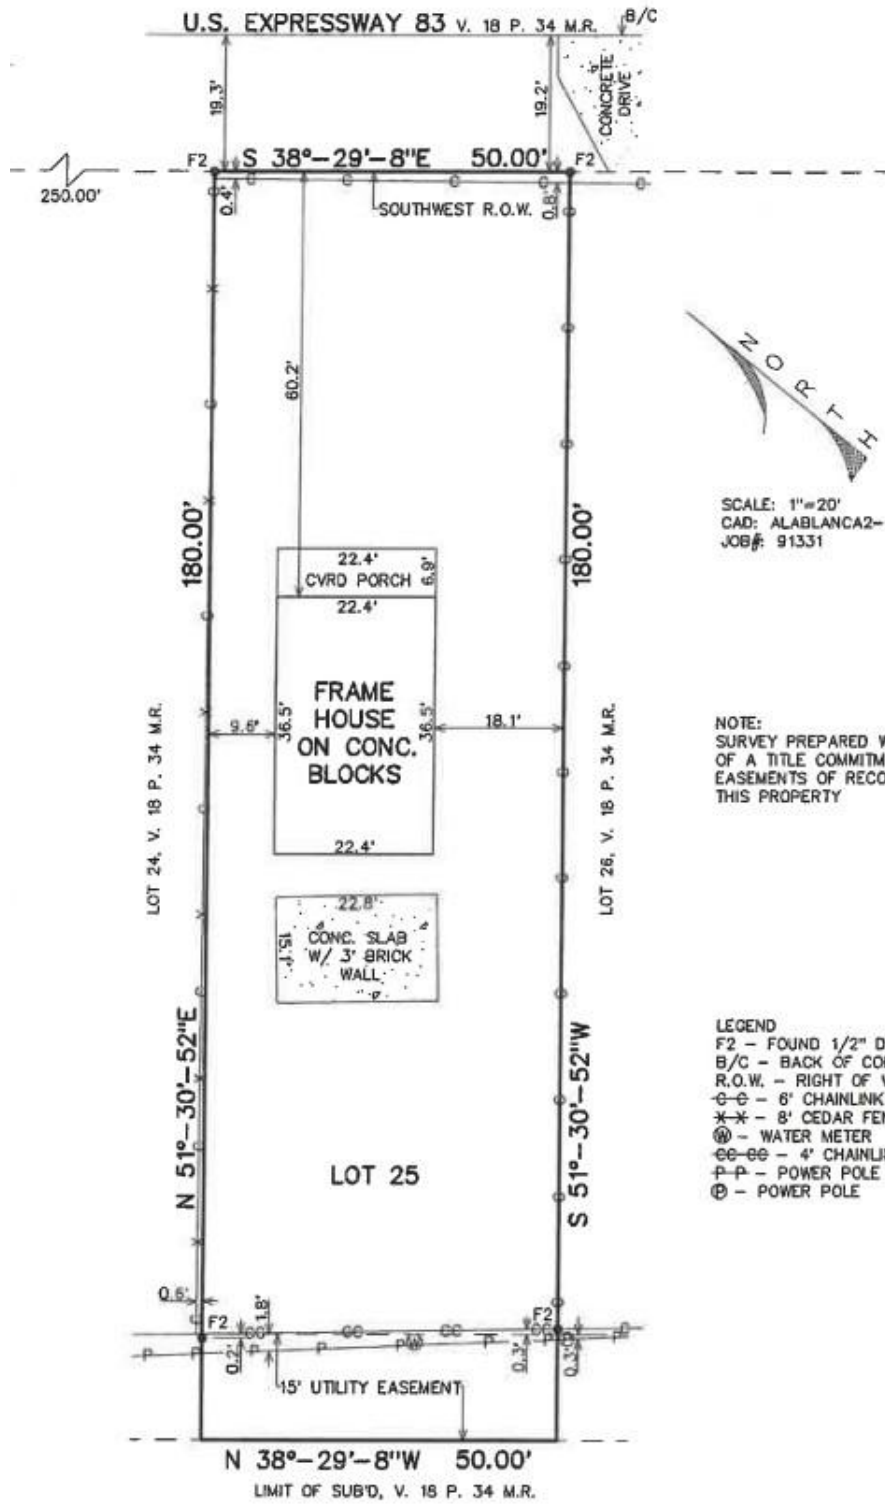 U.S. EXPRESSWAY 83 V. 18 P. 34 M.R.
B/C
19.3'
19.2'
CONCRETE
DRIVE
F2
S 38°-29'-8"E 50.00'
F2
250.00'
0.4'
SOUTHWEST R.O.W.
0.8'
60.2'
NORTH
SCALE: 1"=20'
CAD: ALABLANCA2-
JOB#: 91331
180.00'
180.00'
22.4'
CVRD PORCH
6.9'
22.4'
FRAME
HOUSE
ON CONC.
BLOCKS
36.5'
36.5'
9.6'
18.1'
22.4'
LOT 24, V. 18 P. 34 M.R.
LOT 26, V. 18 P. 34 M.R.
NOTE:
SURVEY PREPARED W
OF A TITLE COMMITM
EASEMENTS OF RECO
THIS PROPERTY
22.8'
15.1'
CONC. SLAB
W/ 3' BRICK
WALL
N 51°-30'-52"E
S 51°-30'-52"W
LOT 25
LEGEND
F2 - FOUND 1/2" D
B/C - BACK OF CO
R.O.W. - RIGHT OF
C C - 6' CHAINLINK
X X - 8' CEDAR FEN
W - WATER METER
CC CC - 4' CHAINLI
P P - POWER POLE
P - POWER POLE
0.6'
F2
1.8'
F2
0.2'
0.3'
0.3'
15' UTILITY EASEMENT
N 38°-29'-8"W 50.00'
LIMIT OF SUB'D, V. 18 P. 34 M.R.